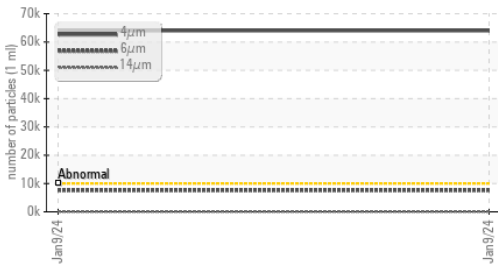 number of particles (1 ml)
70k
60k
50k
40k
30k
20k
10k
0k
4µm
6µm
14µm
Abnormal
Jan9/24
Jan9/24